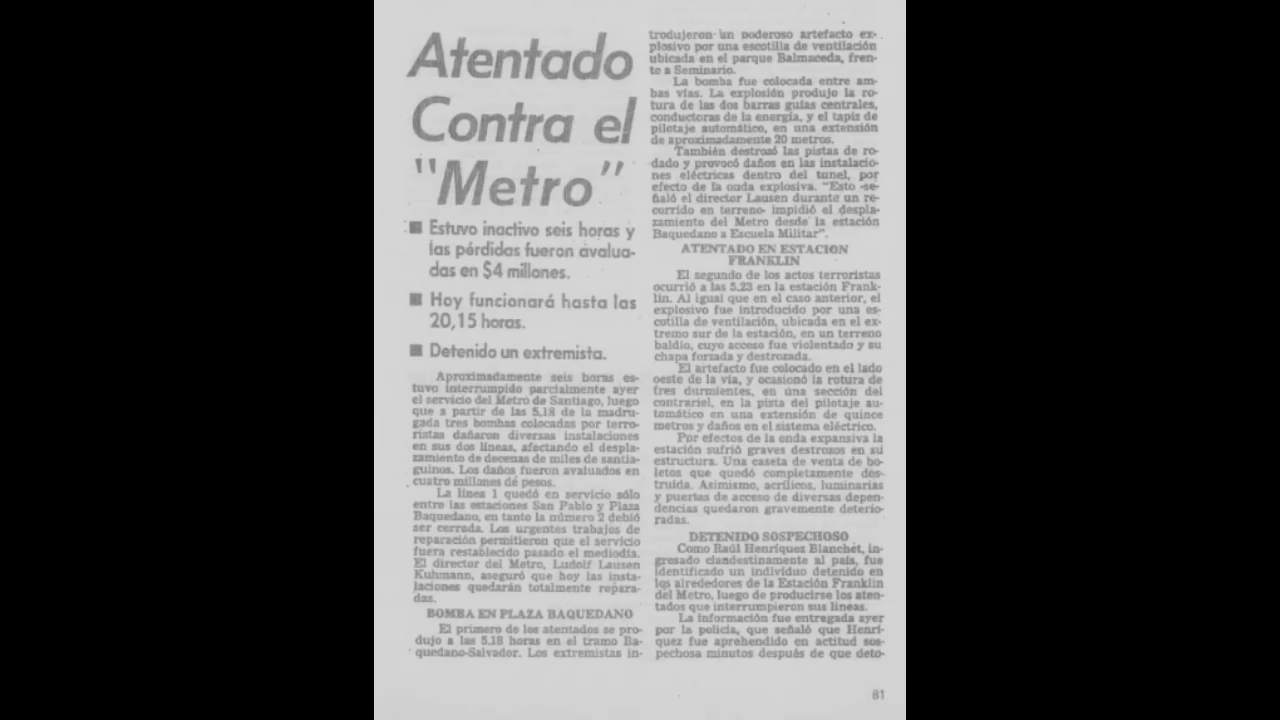 Atentado
Contra el
"Metro"
■ Estuvo inactivo seis horas y
las pérdidas fueron avalua-
das en $4 millones.
■ Hoy funcionará hasta las
20,15 horas.
■ Detenido un extremista.
Aproximadamente seis horas es-
tuvo interrumpido parcialmente ayer
el servicio del Metro de Santiago, luego
que a partir de las 5,18 de la madru-
gada tres bombas colocadas por terro-
ristas dañaron diversas instalaciones
en sus dos líneas, afectando el despla-
zamiento de decenas de miles de santia-
guinos. Los daños fueron avaluados en
cuatro millones de pesos.
La línea 1 quedó en servicio sólo
entre las estaciones San Pablo y Plaza
Baquedano, en tanto la número 2 debió
ser cerrada. Los urgentes trabajos de
reparación permitieron que el servicio
fuera restablecido pasado el mediodía.
El director del Metro, Ludolf Lausen
Kuhmann, aseguró que hoy las insta-
laciones quedarán totalmente repara-
das.
BOMBA EN PLAZA BAQUEDANO
El primero de los atentados se pro-
dujo a las 5,18 horas en el tramo Ba-
quedano-Salvador. Los extremistas in-
trodujeron un poderoso artefacto ex-
plosivo por una escotilla de ventilación
ubicada en el parque Balmaceda, fren-
te a Seminario.
La bomba fue colocada entre am-
bas vías. La explosión produjo la ro-
tura de las dos barras guías centrales,
conductoras de la energía, y el tapiz de
pilotaje automático, en una extensión
de aproximadamente 20 metros.
También destrozó las pistas de ro-
dado y provocó daños en las instalacio-
nes eléctricas dentro del tunel, por
efecto de la onda explosiva. "Esto -se-
ñaló el director Lausen durante un re-
corrido en terreno- impidió el despla-
zamiento del Metro desde la estación
Baquedano a Escuela Militar".
ATENTADO EN ESTACION
FRANKLIN
El segundo de los actos terroristas
ocurrió a las 5,23 en la estación Frank-
lin. Al igual que en el caso anterior, el
explosivo fue introducido por una es-
cotilla de ventilación, ubicada en el ex-
tremo sur de la estación, en un terreno
baldío, cuyo acceso fue violentado y su
chapa forzada y destrozada.
El artefacto fue colocado en el lado
oeste de la vía, y ocasionó la rotura de
tres durmientes, en una sección del
contrariel, en la pista del pilotaje au-
tomático en una extensión de quince
metros y daños en el sistema eléctrico.
Por efectos de la onda expansiva la
estación sufrió graves destrozos en su
estructura. Una caseta de venta de bo-
letos que quedó completamente des-
truida. Asimismo, acrílicos, luminarias
y puertas de acceso de diversas depen-
dencias quedaron gravemente deterio-
radas.
DETENIDO SOSPECHOSO
Como Raúl Henríquez Blanchet, in-
gresado clandestinamente al país, fue
identificado un individuo detenido en
los alrededores de la Estación Franklin
del Metro, luego de producirse los aten-
tados que interrumpieron sus líneas.
La información fue entregada ayer
por la policía, que señaló que Henrí-
quez fue aprehendido en actitud sos-
pechosa minutos después de que deto-
81